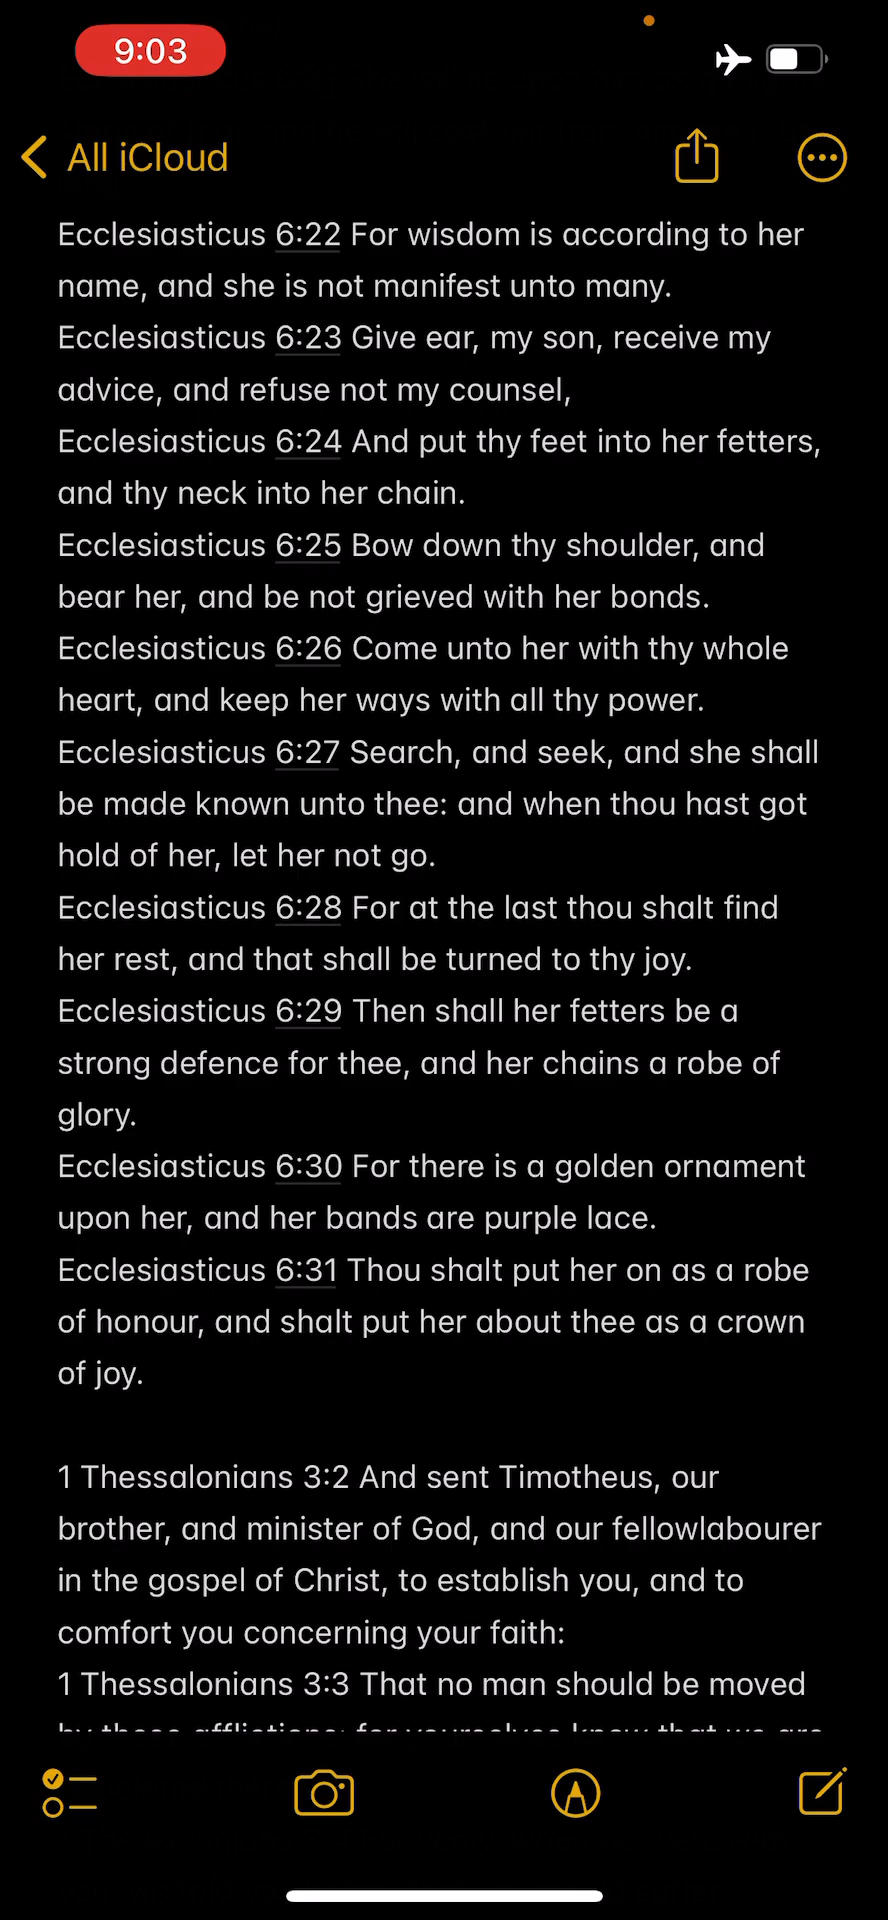 9:03
All iCloud
Ecclesiasticus 6:22 For wisdom is according to her
name, and she is not manifest unto many.
Ecclesiasticus 6:23 Give ear, my son, receive my
advice, and refuse not my counsel,
Ecclesiasticus 6:24 And put thy feet into her fetters,
and thy neck into her chain.
Ecclesiasticus 6:25 Bow down thy shoulder, and
bear her, and be not grieved with her bonds.
Ecclesiasticus 6:26 Come unto her with thy whole
heart, and keep her ways with all thy power.
Ecclesiasticus 6:27 Search, and seek, and she shall
be made known unto thee: and when thou hast got
hold of her, let her not go.
Ecclesiasticus 6:28 For at the last thou shalt find
her rest, and that shall be turned to thy joy.
Ecclesiasticus 6:29 Then shall her fetters be a
strong defence for thee, and her chains a robe of
glory.
Ecclesiasticus 6:30 For there is a golden ornament
upon her, and her bands are purple lace.
Ecclesiasticus 6:31 Thou shalt put her on as a robe
of honour, and shalt put her about thee as a crown
of joy.
1 Thessalonians 3:2 And sent Timotheus, our
brother, and minister of God, and our fellowlabourer
in the gospel of Christ, to establish you, and to
comfort you concerning your faith:
1 Thessalonians 3:3 That no man should be moved
by these afflictions: for yourselves know that we are